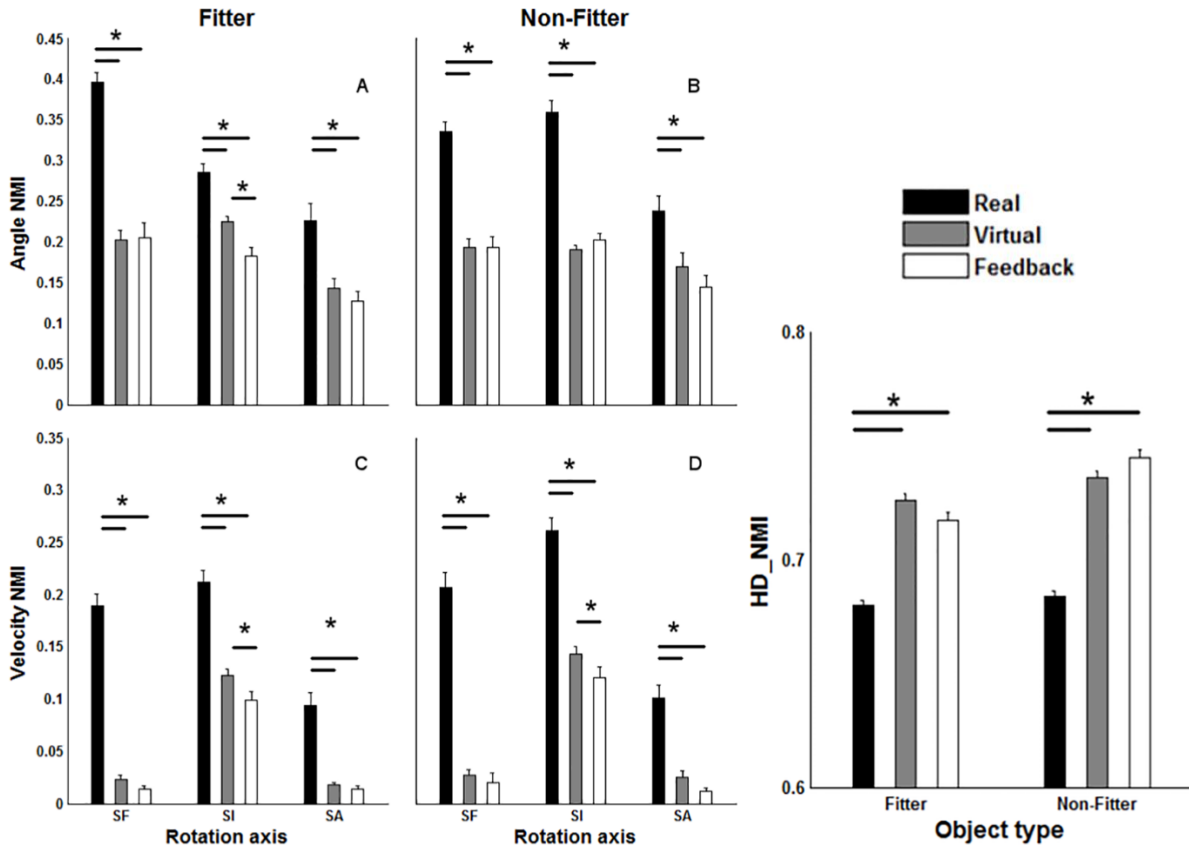 Fitter
Non-Fitter
0.45
0.4
0.35
0.3
0.25
0.2
0.15
0.1
0.05
0
Angle NMI
*
A
*
*
*
*
B
*
*
*
0.35
0.3
0.25
0.2
0.15
0.1
0.05
0
Velocity NMI
C
*
*
*
*
D
*
*
*
*
SF
SI
SA
SF
SI
SA
Rotation axis
Rotation axis
Real
Virtual
Feedback
0.8
0.7
0.6
HD_NMI
*
*
Fitter
Non-Fitter
Object type